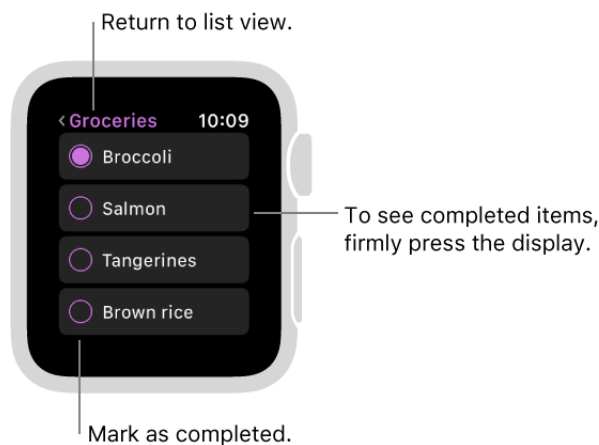 Return to list view.
<Groceries 10:09
Broccoli
Salmon
To see completed items,
firmly press the display.
Tangerines
Brown rice
Mark as completed.